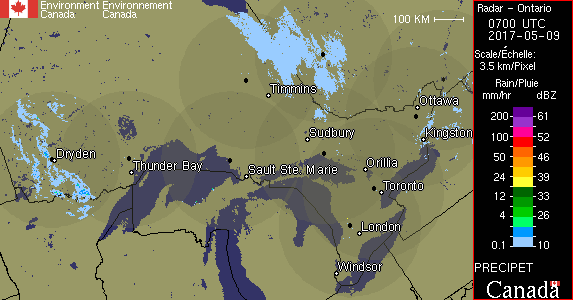 Environment Environnement
Canada Canada
100 KM
Timmins
Ottawa
Sudbury
Kingston
Dryden
Thunder Bay
Sault Ste. Marie
Orillia
Toronto
London
Windsor
Radar - Ontario
0700 UTC
2017-05-09
Scale/Échelle:
3.5 km/Pixel
Rain/Pluie
mm/hr dBZ
200 61
100 52
50 46
24 39
12 33
4 26
0.1 10
PRECIPET
Canada